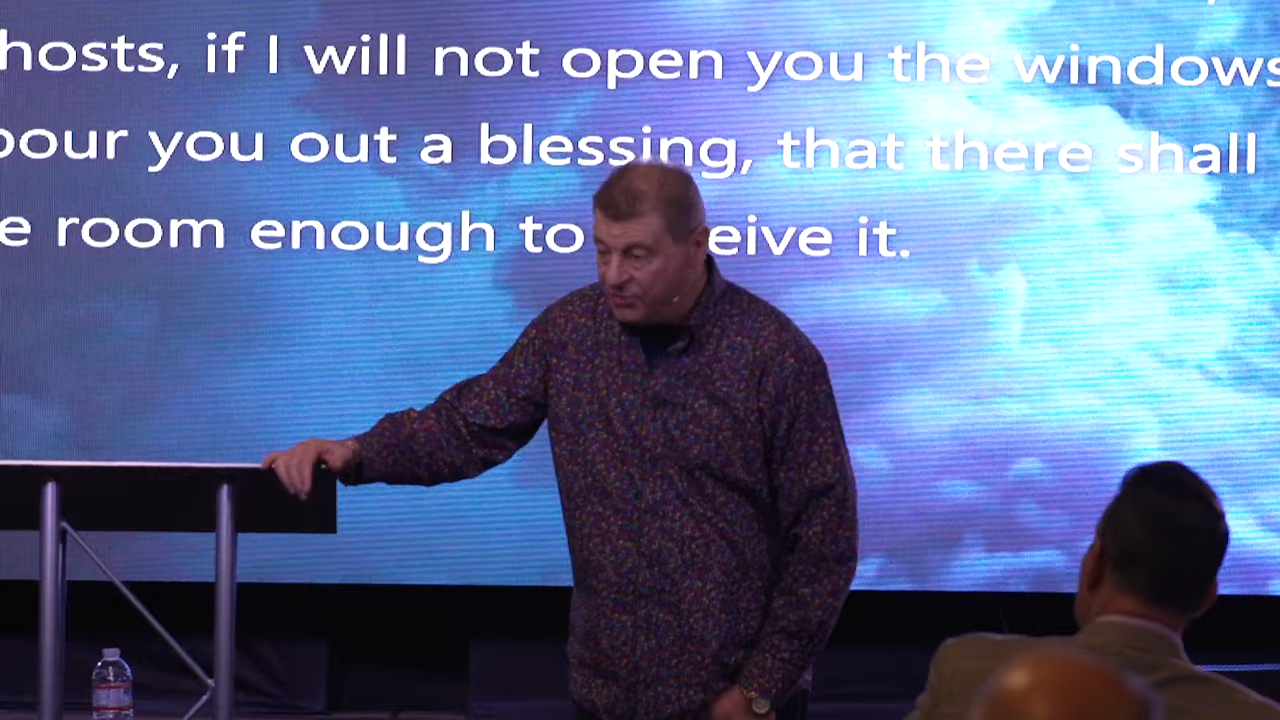 hosts, if I will not open you the windows
pour you out a blessing, that there shall
room enough to eive it.